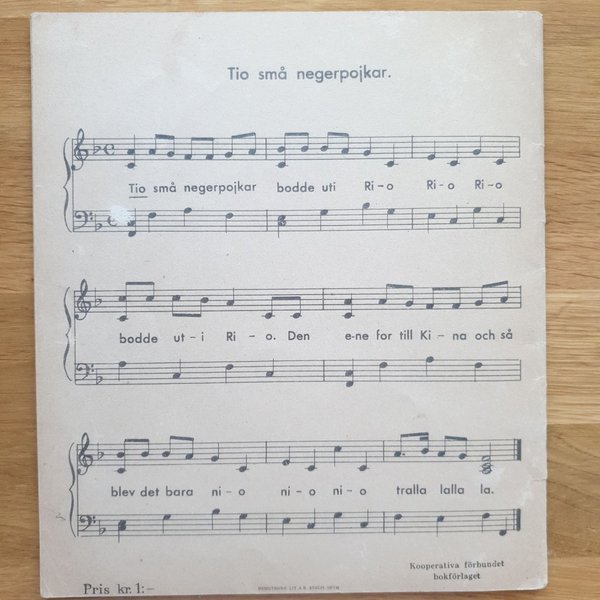 Tio små negerpojkar.
Tio små negerpojkar bodde uti Ri-o Ri-o Ri-o
bodde ut-i Ri-o. Den e-ne for till Ki-na och så
blev det bara ni-o ni-o ni-o tralla lalla la.
Kooperativa förbundet
bokförlaget
Pris kr. 1:-